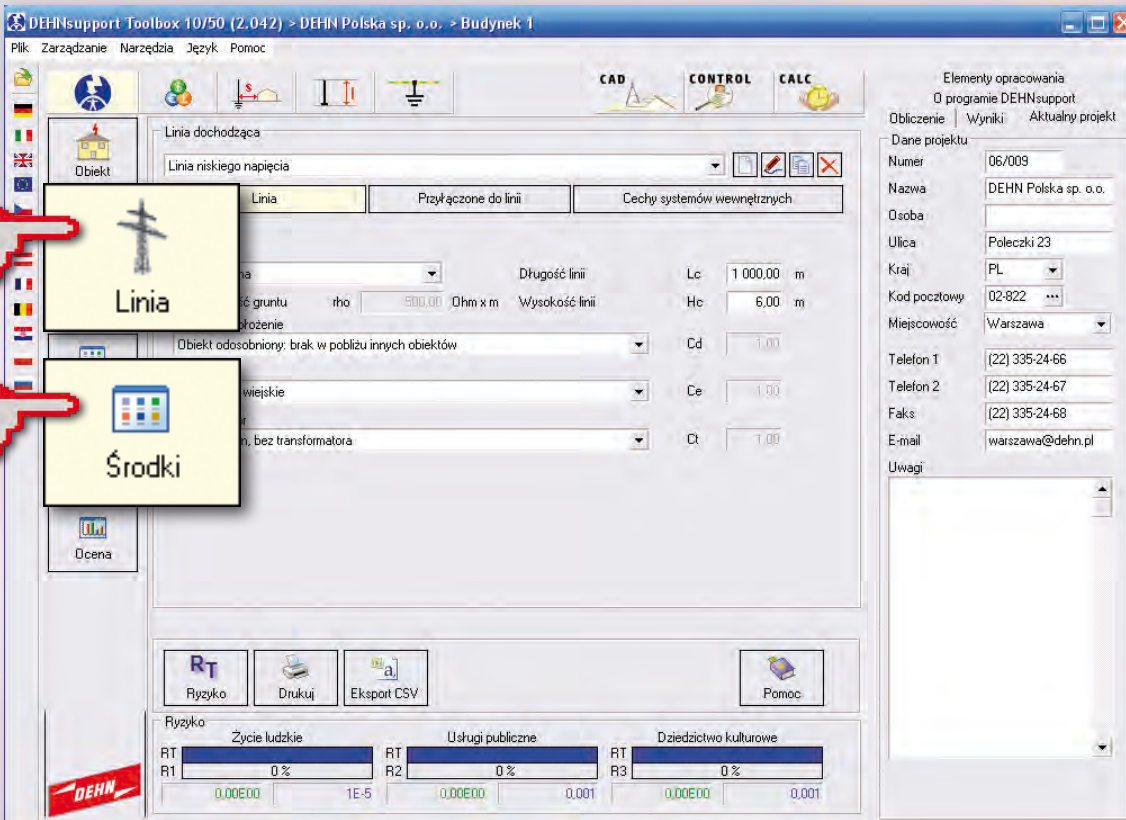 DEHNsupport Toolbox 10/50 (2.042) > DEHN Polska sp. o.o. > Budynek 1
Plik Zarządzanie Narzędzia Język Pomoc
CAD CONTROL CALC
Elementy opracowania
O programie DEHNsupport
Obliczenie Wyniki Aktualny projekt
Obiekt
Linia
Środki
Ocena
Linia dochodząca
Linia niskiego napięcia
Linia Przyłączone do linii Cechy systemów wewnętrznych
Długość linii Lc 1 000,00 m
gruntu rho 500,00 Ohm x m Wysokość linii Hc 6,00 m
Obiekt odosobniony: brak w pobliżu innych obiektów Cd 1,00
wiejskie Ce 1,00
, bez transformatora Ct 1,00
RT
Ryzyko Drukuj Eksport CSV Pomoc
Ryzyko
Życie ludzkie Usługi publiczne Dziedzictwo kulturowe
RT RT RT
R1 0 % R2 0 % R3 0 %
0,00E00 1E-5 0,00E00 0,001 0,00E00 0,001
DEHN
Dane projektu
Numer 06/009
Nazwa DEHN Polska sp. o.o.
Osoba
Ulica Poleczki 23
Kraj PL
Kod pocztowy 02-822 ...
Miejscowość Warszawa
Telefon 1 (22) 335-24-66
Telefon 2 (22) 335-24-67
Faks (22) 335-24-68
E-mail warszawa@dehn.pl
Uwagi